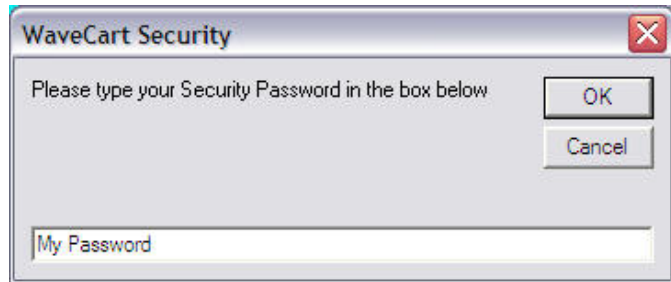 WaveCart Security
Please type your Security Password in the box below
OK
Cancel
My Password